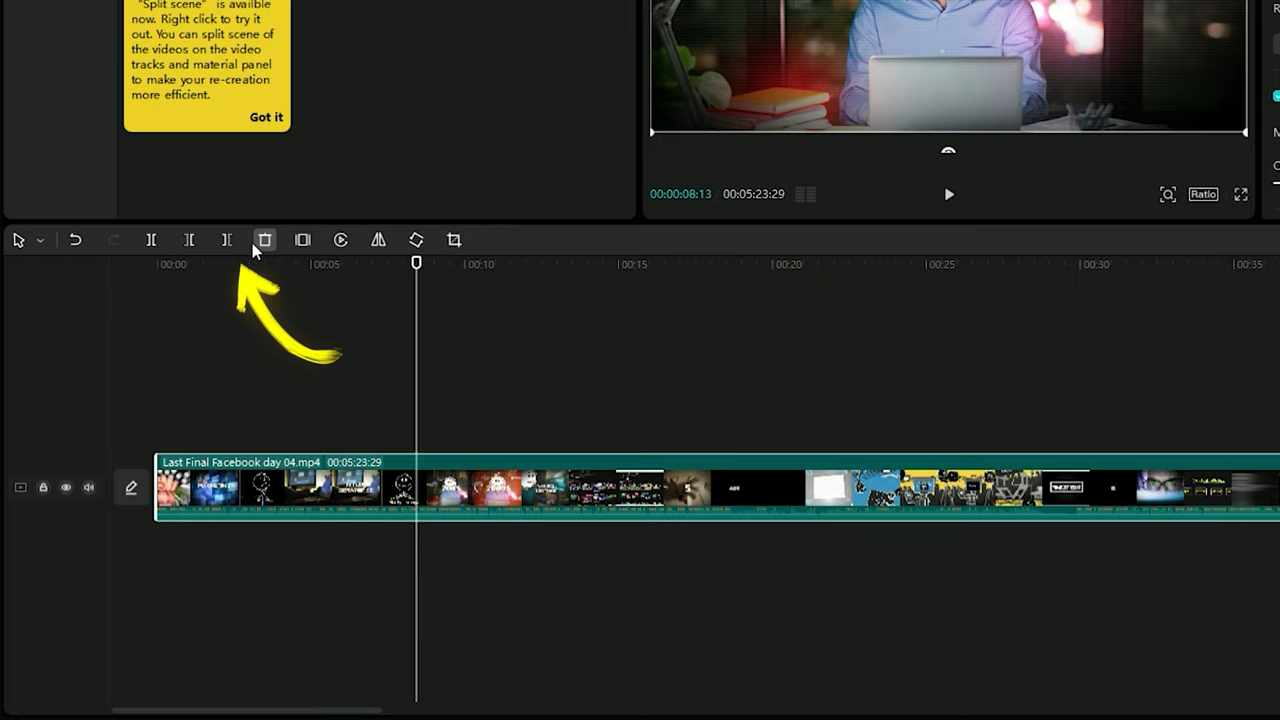 "Split scene" is availble
now. Right click to try it
out. You can split scene of
the videos on the video
tracks and material panel
to make your re-creation
more efficient.
Got it
R
M
C
00:00:08:13 00:05:23:29
Ratio
00:00 00:05 00:10 00:15 00:20 00:25 00:30 00:35
Last Final Facebook day 04.mp4 00:05:23:29